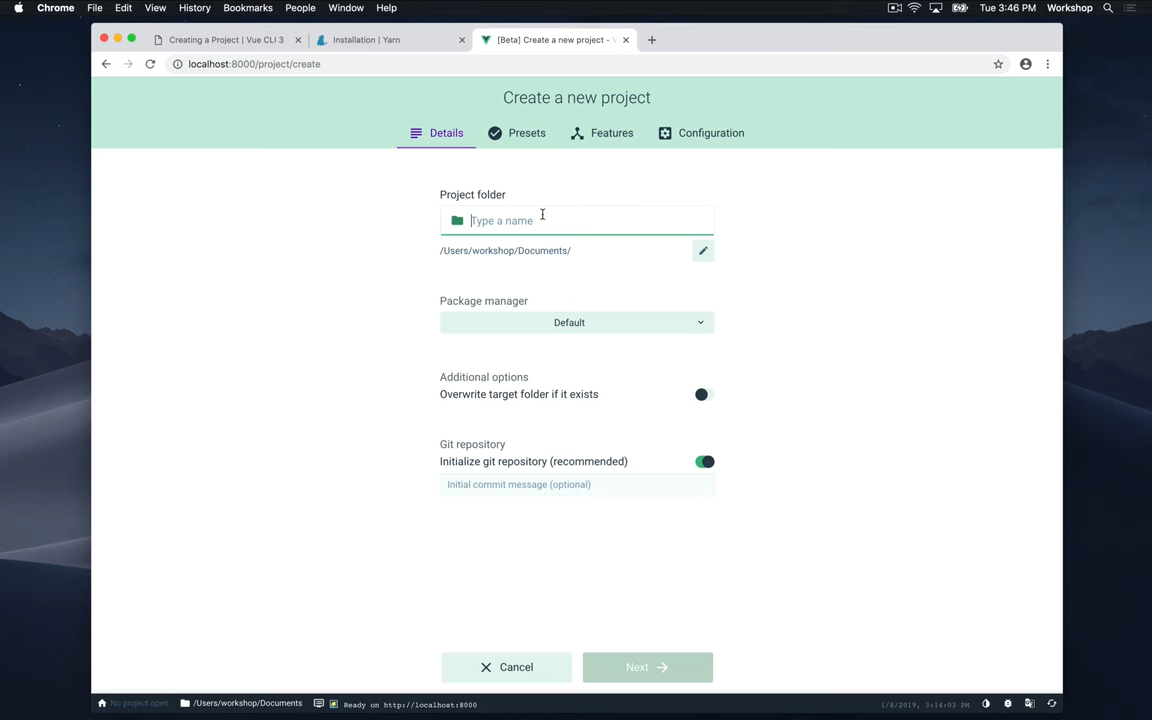 Chrome File Edit View History Bookmarks People Window Help Tue 3:46 PM Workshop
Creating a Project | Vue CLI 3 Installation | Yarn [Beta] Create a new project -
localhost:8000/project/create
Create a new project
Details Presets Features Configuration
Project folder
Type a name
/Users/workshop/Documents/
Package manager
Default
Additional options
Overwrite target folder if it exists
Git repository
Initialize git repository (recommended)
Initial commit message (optional)
Cancel Next
No project open /Users/workshop/Documents Ready on http://localhost:8000 1/8/2019, 3:14:03 PM